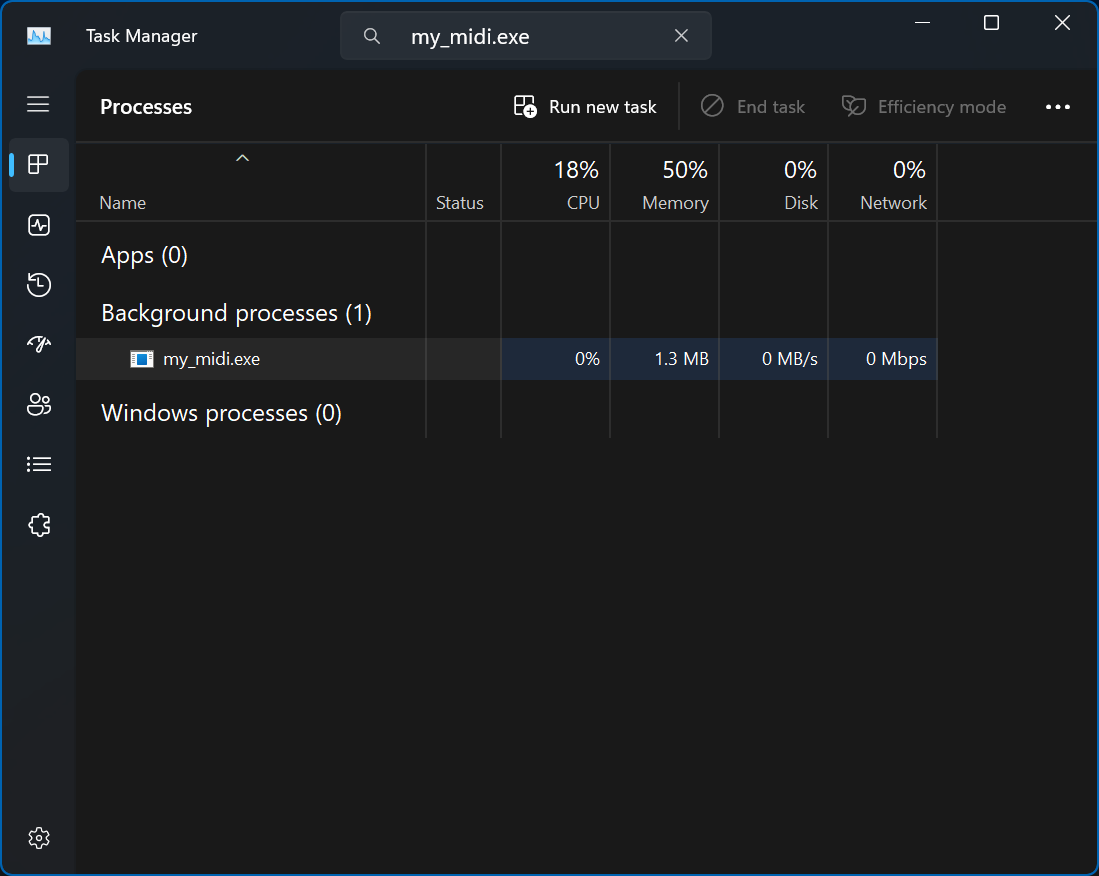 Task Manager
my_midi.exe
Processes
Run new task
End task
Efficiency mode
18% 50% 0% 0%
Name Status CPU Memory Disk Network
Apps (0)
Background processes (1)
my_midi.exe 0% 1.3 MB 0 MB/s 0 Mbps
Windows processes (0)